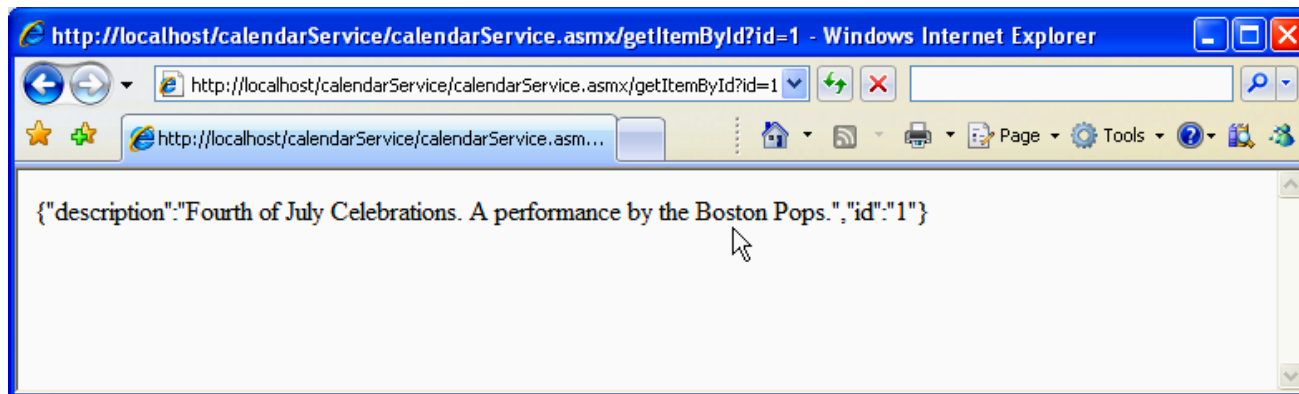 http://localhost/calendarService/calendarService.asmx/getItemById?id=1 - Windows Internet Explorer
http://localhost/calendarService/calendarService.asmx/getItemById?id=1
http://localhost/calendarService/calendarService.asm...
Page
Tools
{"description":"Fourth of July Celebrations. A performance by the Boston Pops.","id":"1"}